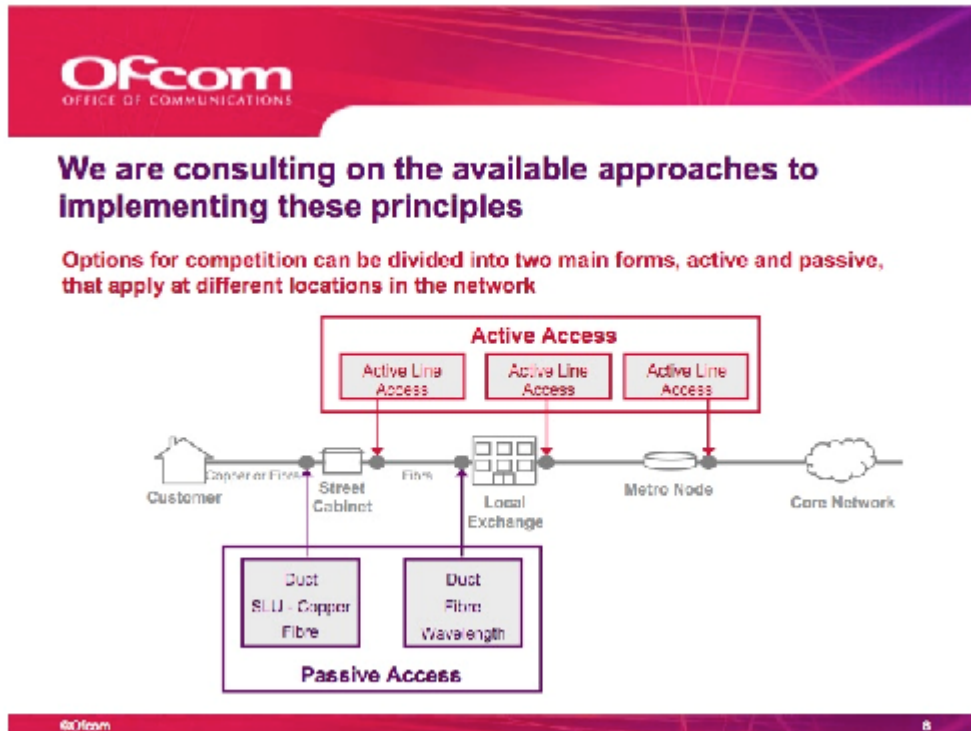 Ofcom
OFFICE OF COMMUNICATIONS
We are consulting on the available approaches to
implementing these principles
Options for competition can be divided into two main forms, active and passive,
that apply at different locations in the network
Active Access
Active Line
Access
Active Line
Access
Active Line
Access
Copper or Fibre
Fibre
Customer
Street
Cabinet
Local
Exchange
Metro Node
Core Network
Duct
SLU - Copper
Fibre
Duct
Fibre
Wavelength
Passive Access
©Ofcom
8